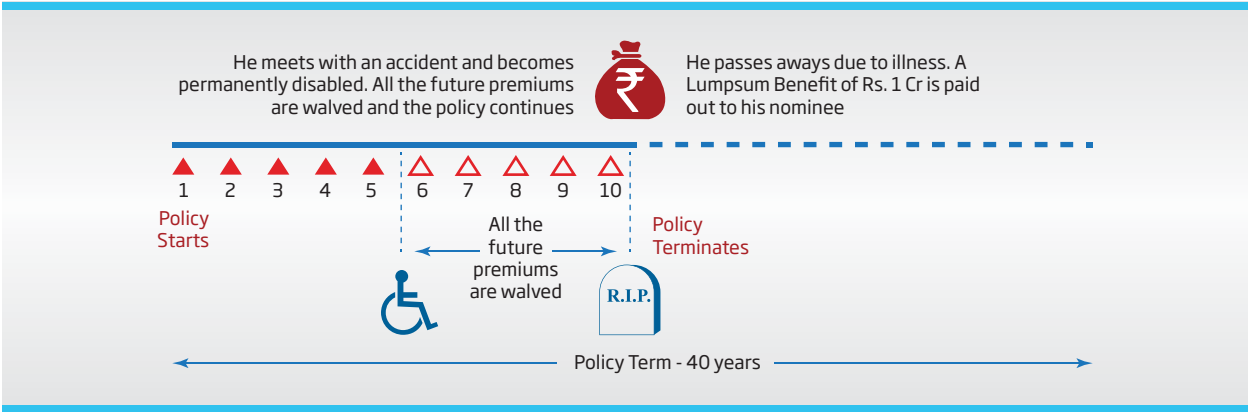 He meets with an accident and becomes
permanently disabled. All the future premiums
are walved and the policy continues
He passes aways due to illness. A
Lumpsum Benefit of Rs. 1 Cr is paid
out to his nominee
₹
1 2 3 4 5 6 7 8 9 10
Policy
Starts
All the
future
premiums
are walved
Policy
Terminates
R.I.P.
Policy Term - 40 years